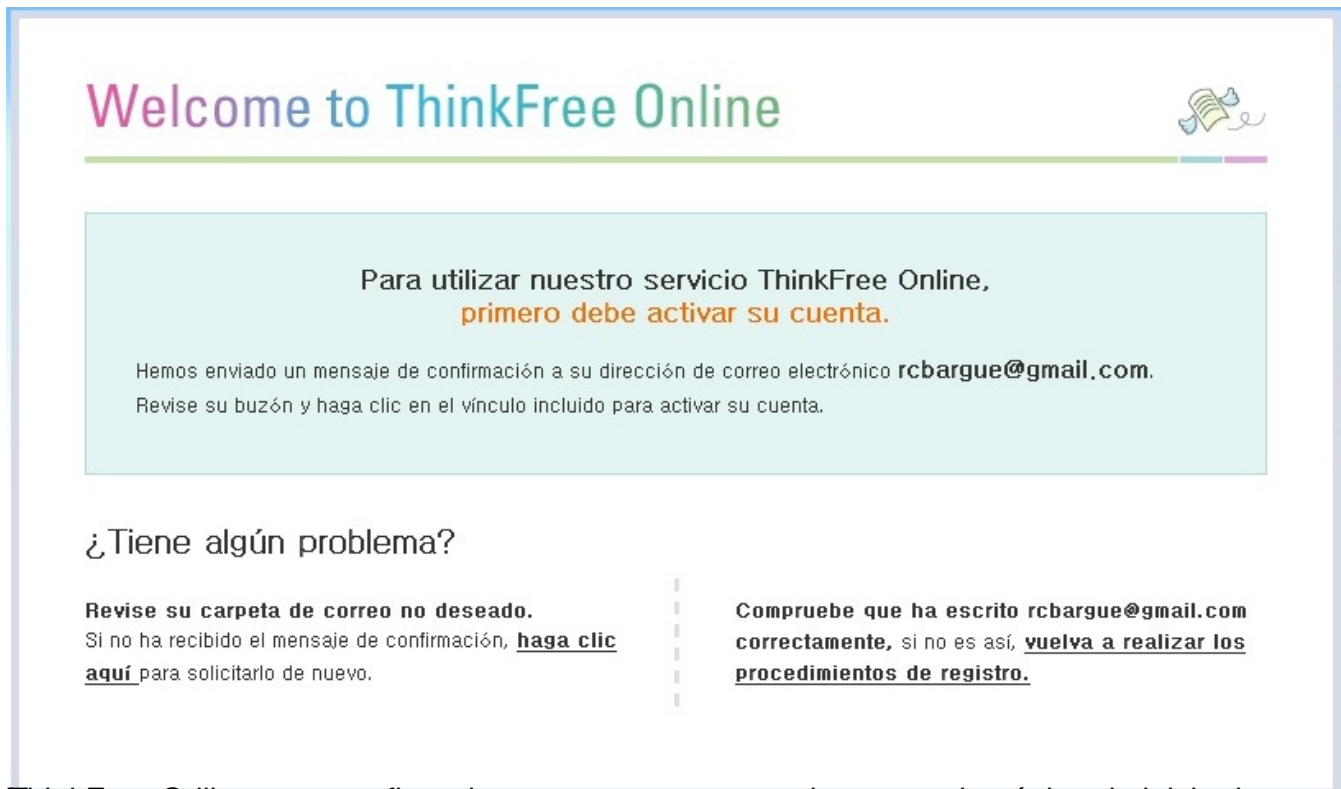 Welcome to ThinkFree Online
Para utilizar nuestro servicio ThinkFree Online,
primero debe activar su cuenta.
Hemos enviado un mensaje de confirmación a su dirección de correo electrónico rcbargue@gmail.com.
Revise su buzón y haga clic en el vínculo incluido para activar su cuenta.
¿Tiene algún problema?
Revise su carpeta de correo no deseado.
Si no ha recibido el mensaje de confirmación, haga clic
aquí para solicitarlo de nuevo.
Compruebe que ha escrito rcbargue@gmail.com
correctamente, si no es así, vuelva a realizar los
procedimientos de registro.